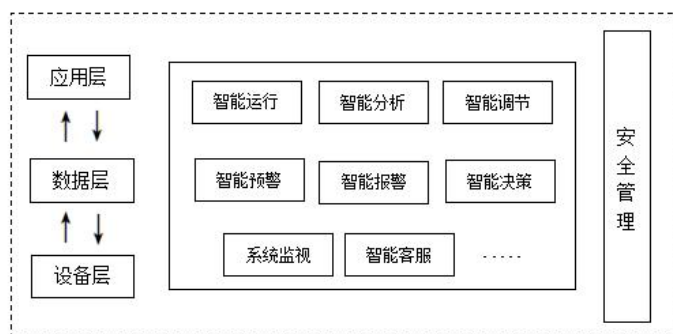 应用层
数据层
设备层
智能运行 智能分析 智能调节
智能预警 智能报警 智能决策
系统监视 智能客服 .....
安全管理